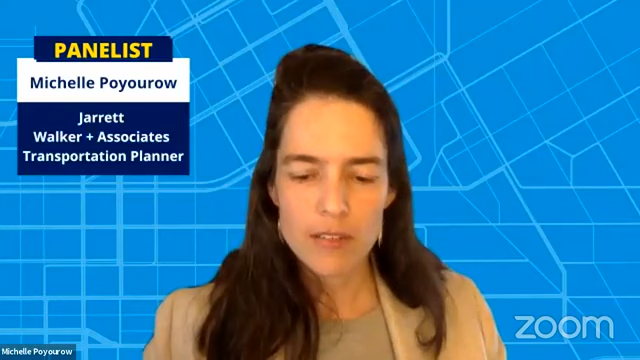 PANELIST
Michelle Poyourow
Jarrett
Walker + Associates
Transportation Planner
Michelle Poyourow
zoom